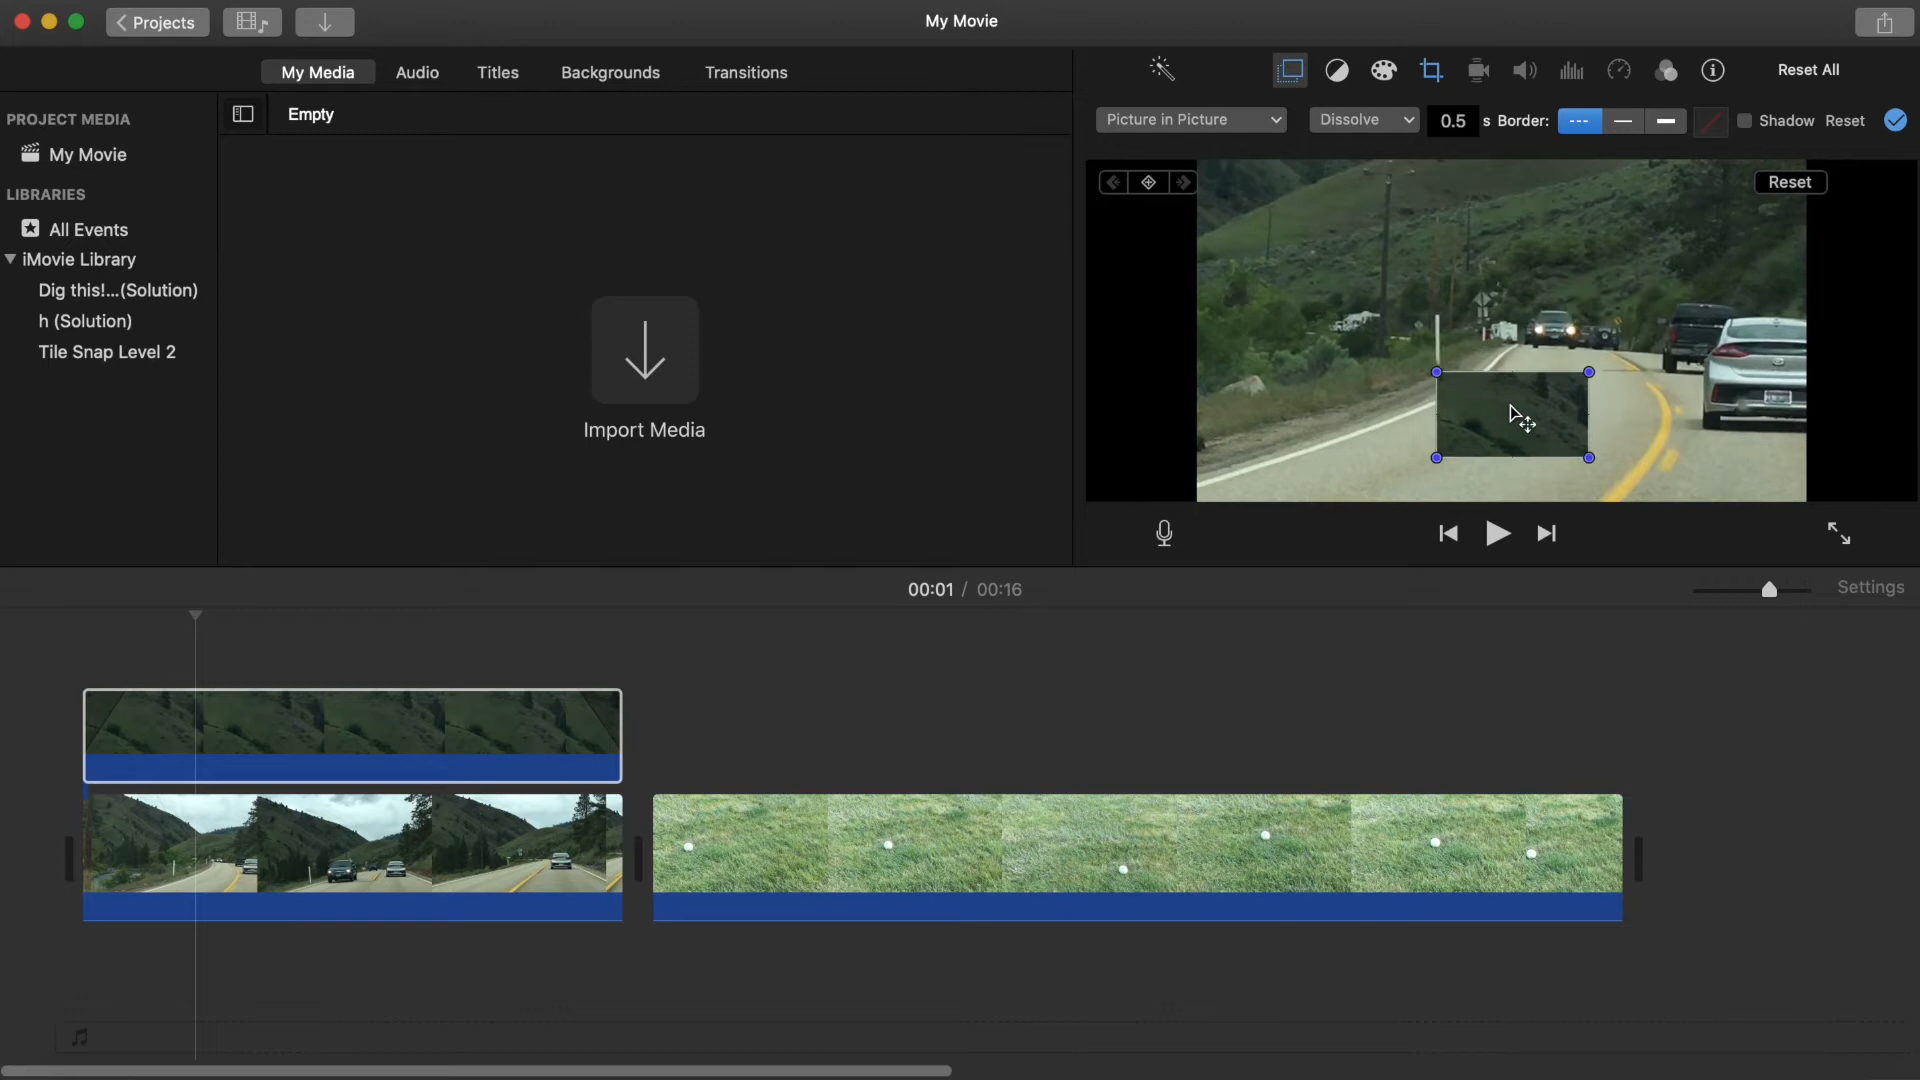 Projects
My Movie
My Media
Audio
Titles
Backgrounds
Transitions
Reset All
PROJECT MEDIA
My Movie
LIBRARIES
All Events
iMovie Library
Dig this!...(Solution)
h (Solution)
Tile Snap Level 2
Empty
Import Media
Picture in Picture
Dissolve
0.5 s Border:
Shadow
Reset
Reset
00:01 / 00:16
Settings